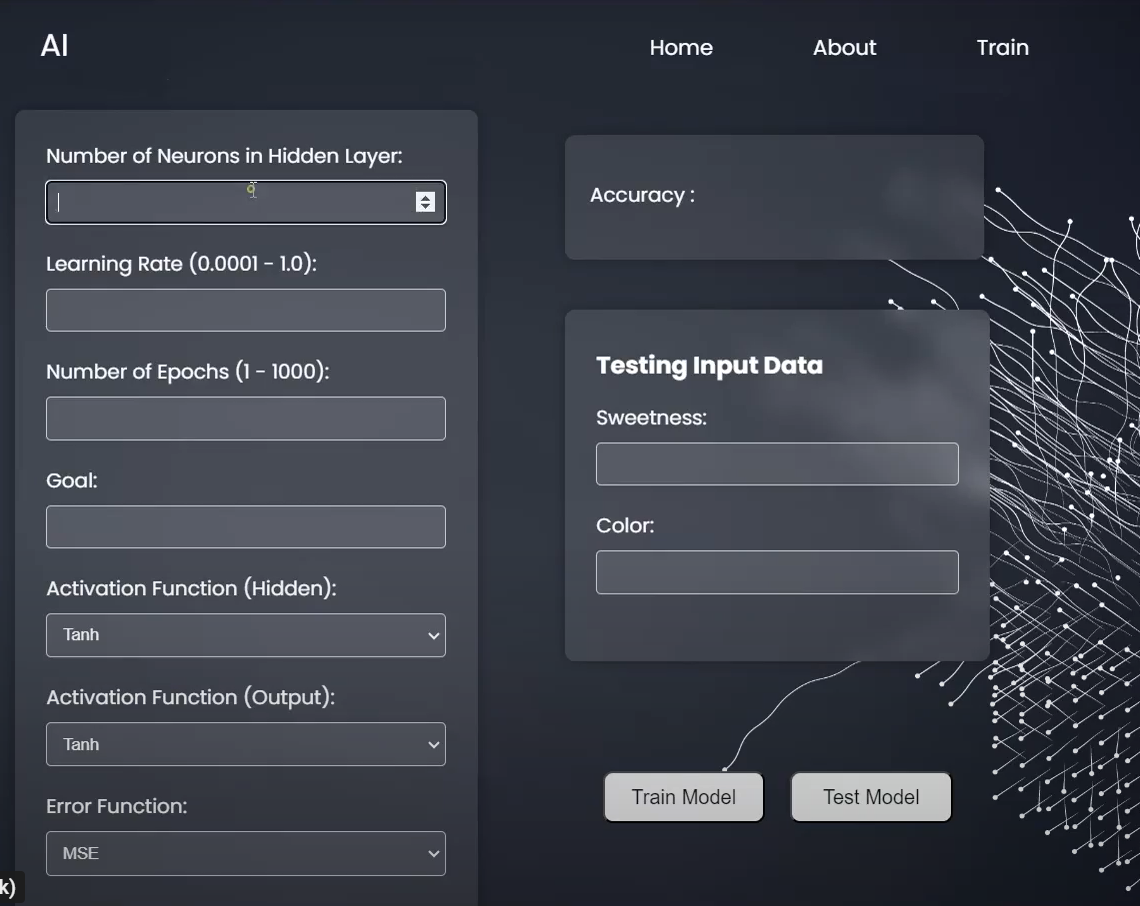 AI
Home
About
Train
Number of Neurons in Hidden Layer:
Learning Rate (0.0001 - 1.0):
Number of Epochs (1 - 1000):
Goal:
Activation Function (Hidden):
Tanh
Activation Function (Output):
Tanh
Error Function:
MSE
k)
Accuracy :
Testing Input Data
Sweetness:
Color:
Train Model
Test Model